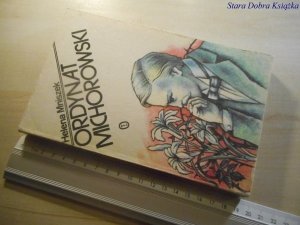 Stara Dobra Książka
Helena Mniszek
ORDYNAT
MICHOROWSKI